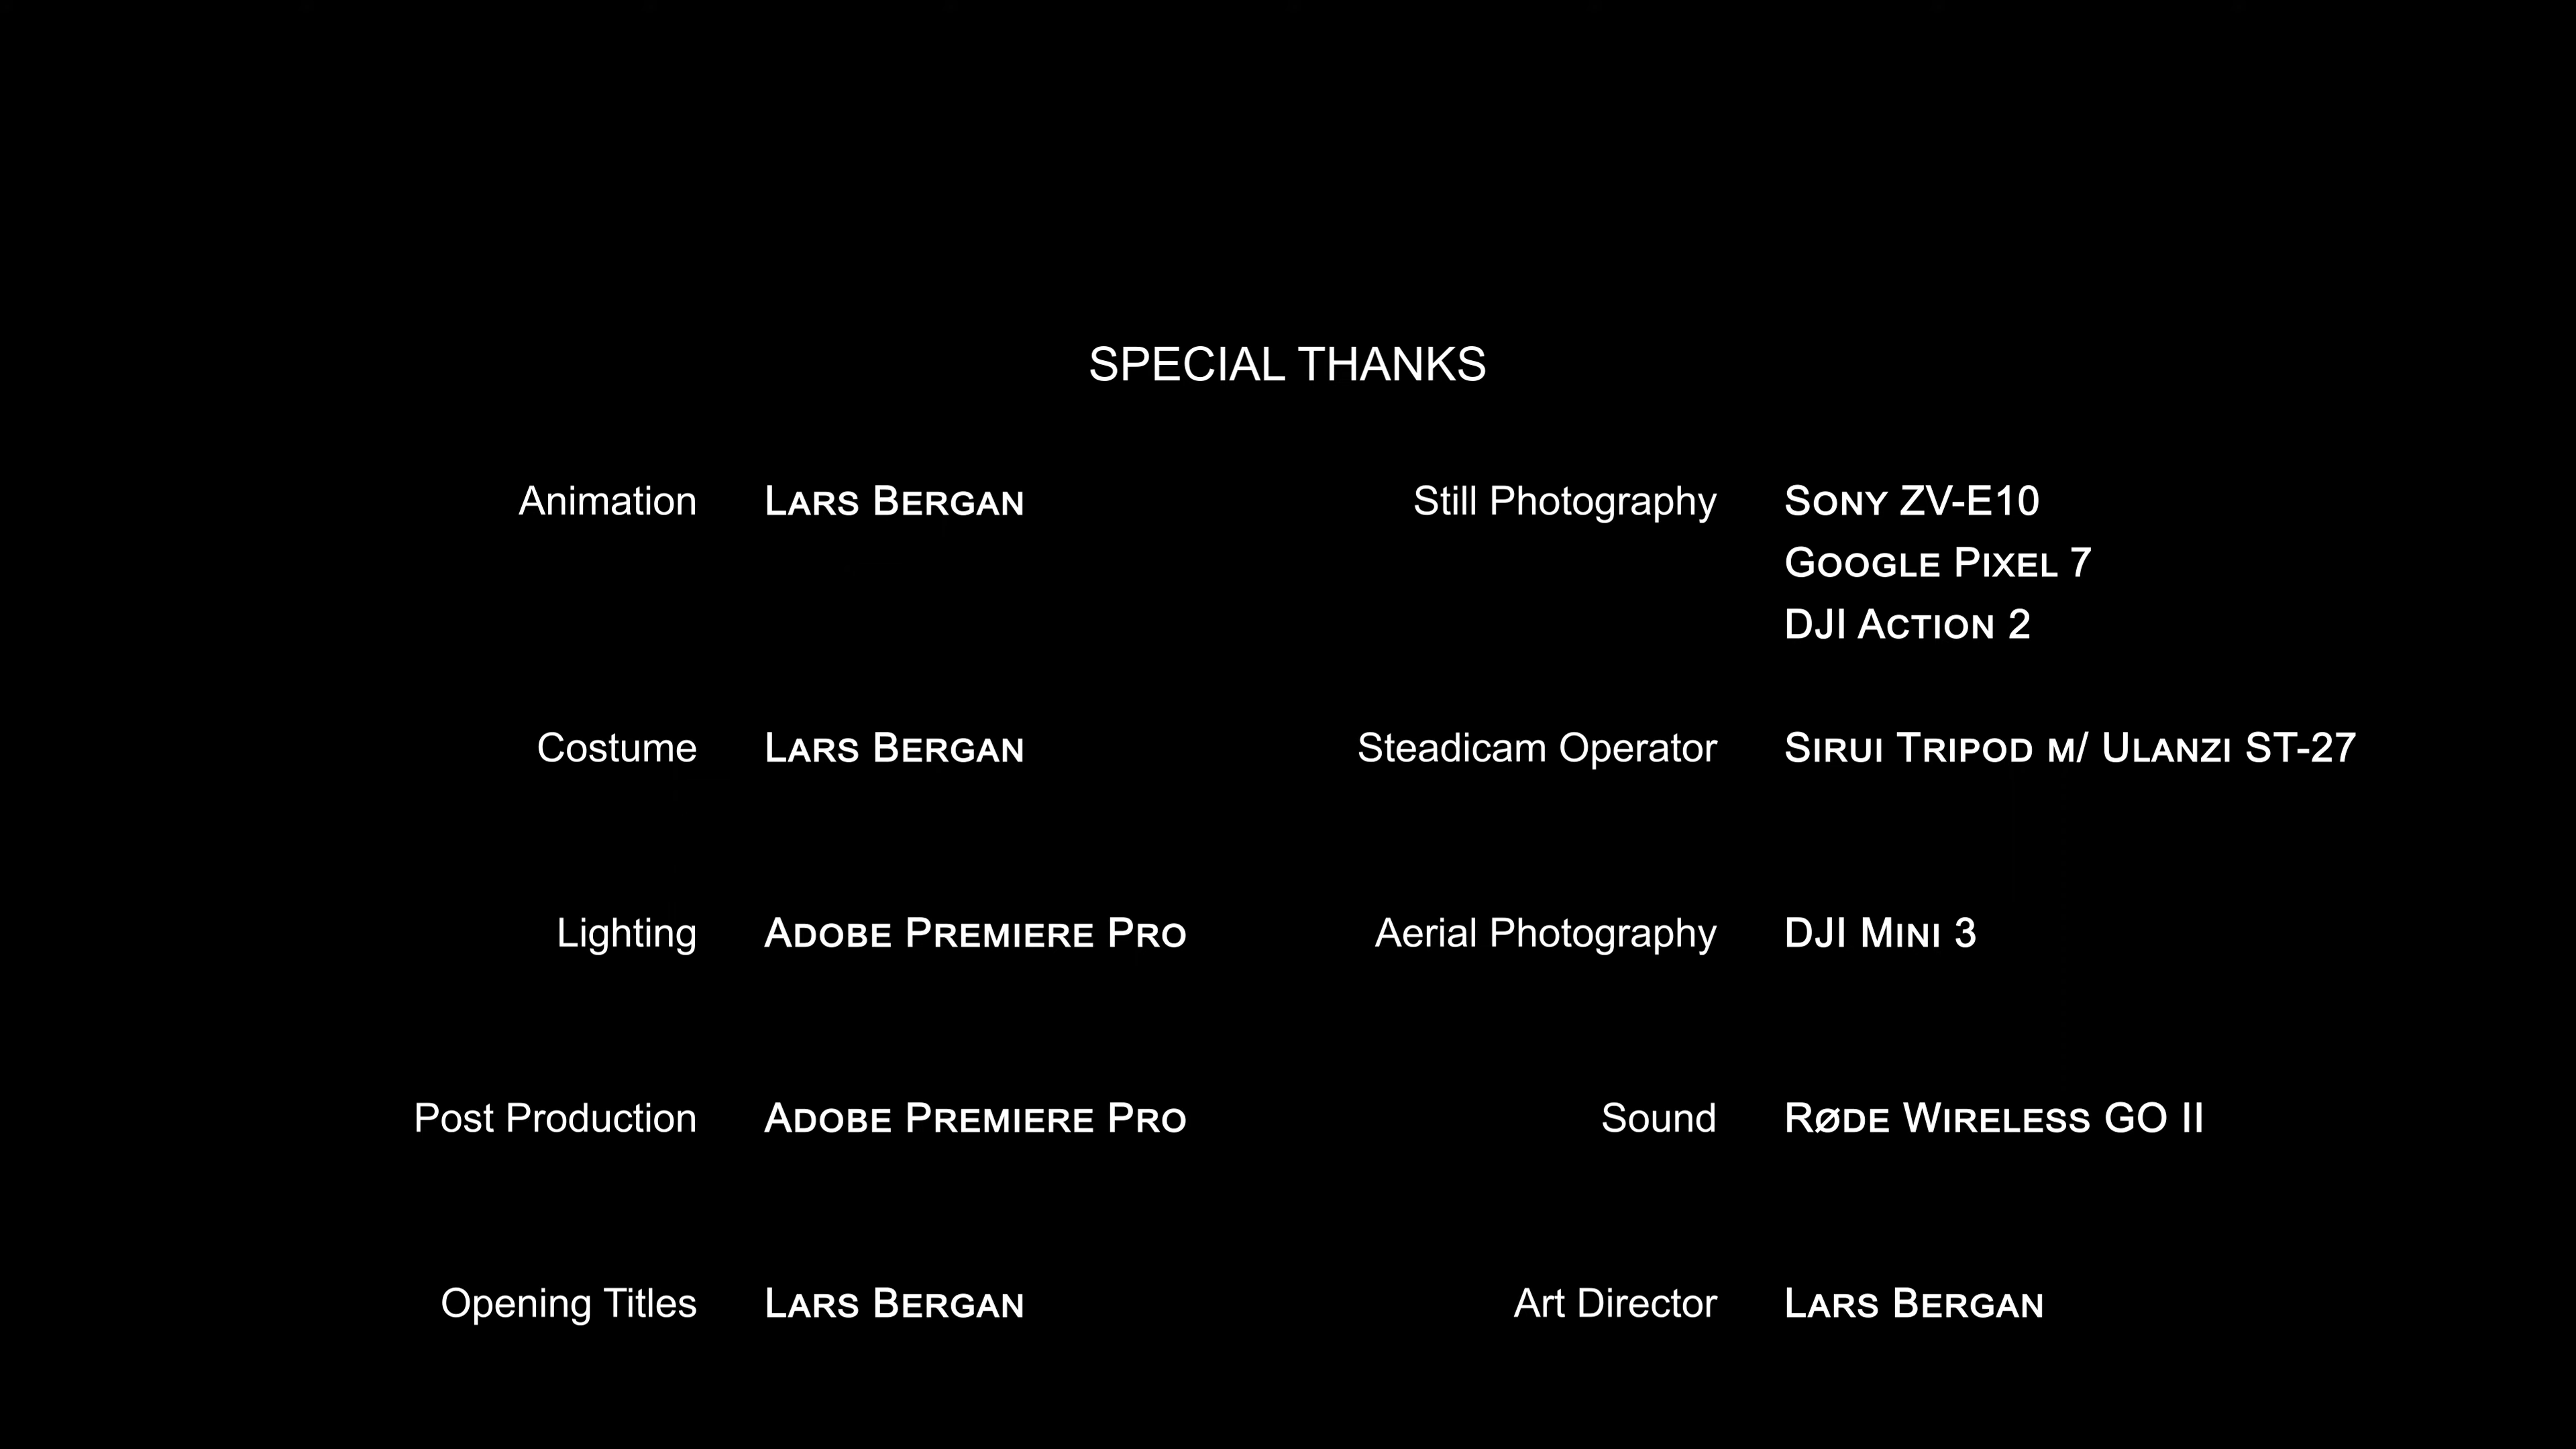 SPECIAL THANKS
Animation Lars Bergan
Still Photography Sony ZV-E10
Google Pixel 7
DJI Action 2
Costume Lars Bergan
Steadicam Operator Sirui Tripod m/ Ulanzi ST-27
Lighting Adobe Premiere Pro
Aerial Photography DJI Mini 3
Post Production Adobe Premiere Pro
Sound Røde Wireless GO II
Opening Titles Lars Bergan
Art Director Lars Bergan